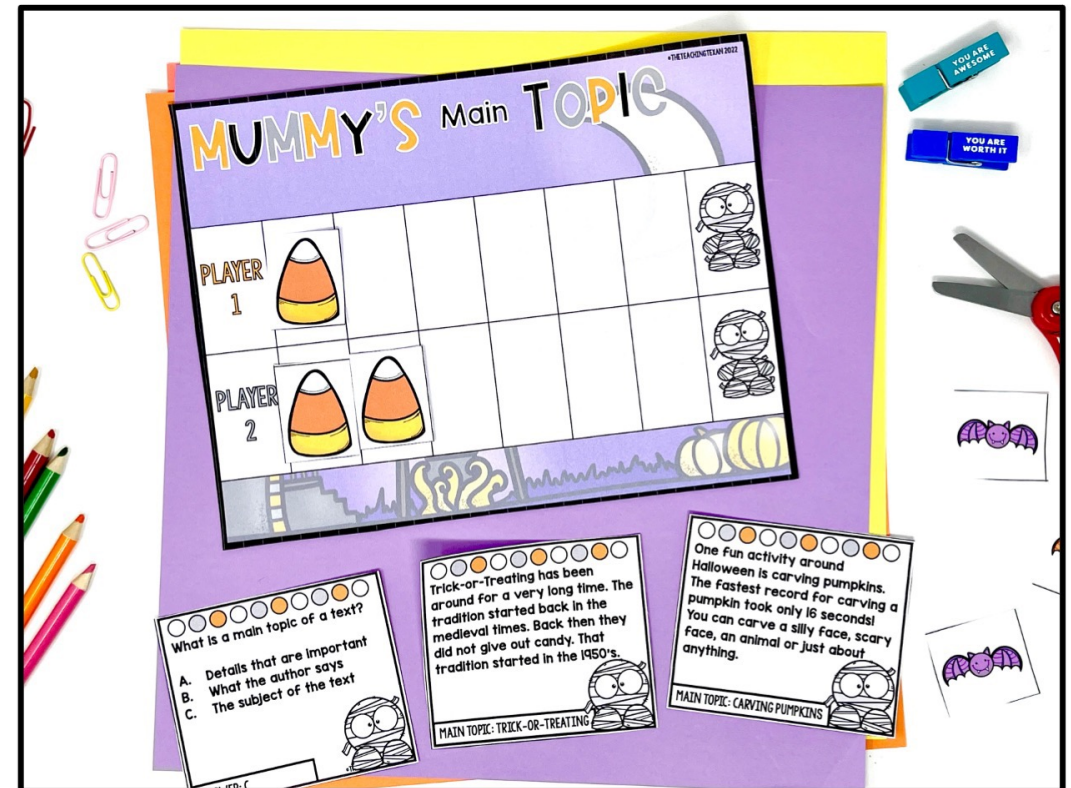 ©THETEACHINGTEXAN 2022
MUMMY'S Main TOPIC
YOU ARE
AWESOME
YOU ARE
WORTH IT
PLAYER
1
PLAYER
2
What is a main topic of a text?
A. Details that are important
B. What the author says
C. The subject of the text
Trick-or-Treating has been
around for a very long time. The
tradition started back in the
medieval times. Back then they
did not give out candy. That
tradition started in the 1950's.
MAIN TOPIC: TRICK-OR-TREATING
One fun activity around
Halloween is carving pumpkins.
The fastest record for carving a
pumpkin took only 16 seconds!
You can carve a silly face, scary
face, an animal or just about
anything.
MAIN TOPIC: CARVING PUMPKINS